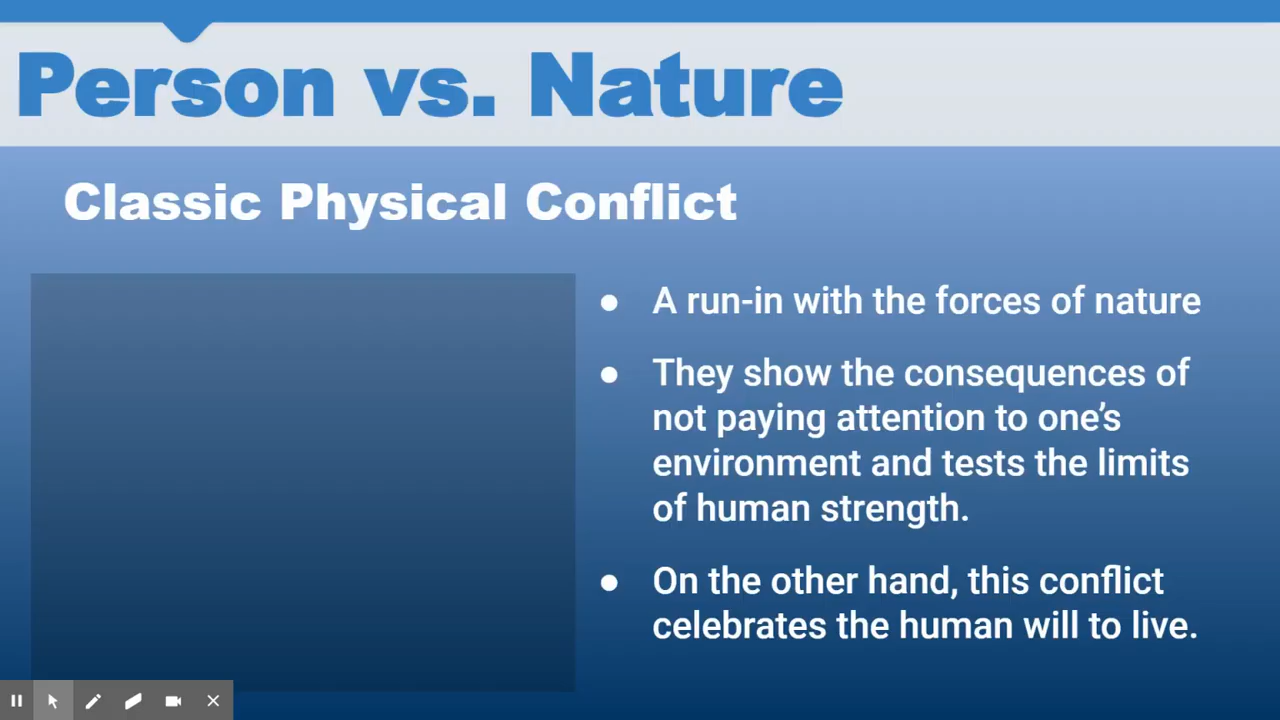 Person vs. Nature
Classic Physical Conflict
● A run-in with the forces of nature
● They show the consequences of
not paying attention to one’s
environment and tests the limits
of human strength.
● On the other hand, this conflict
celebrates the human will to live.